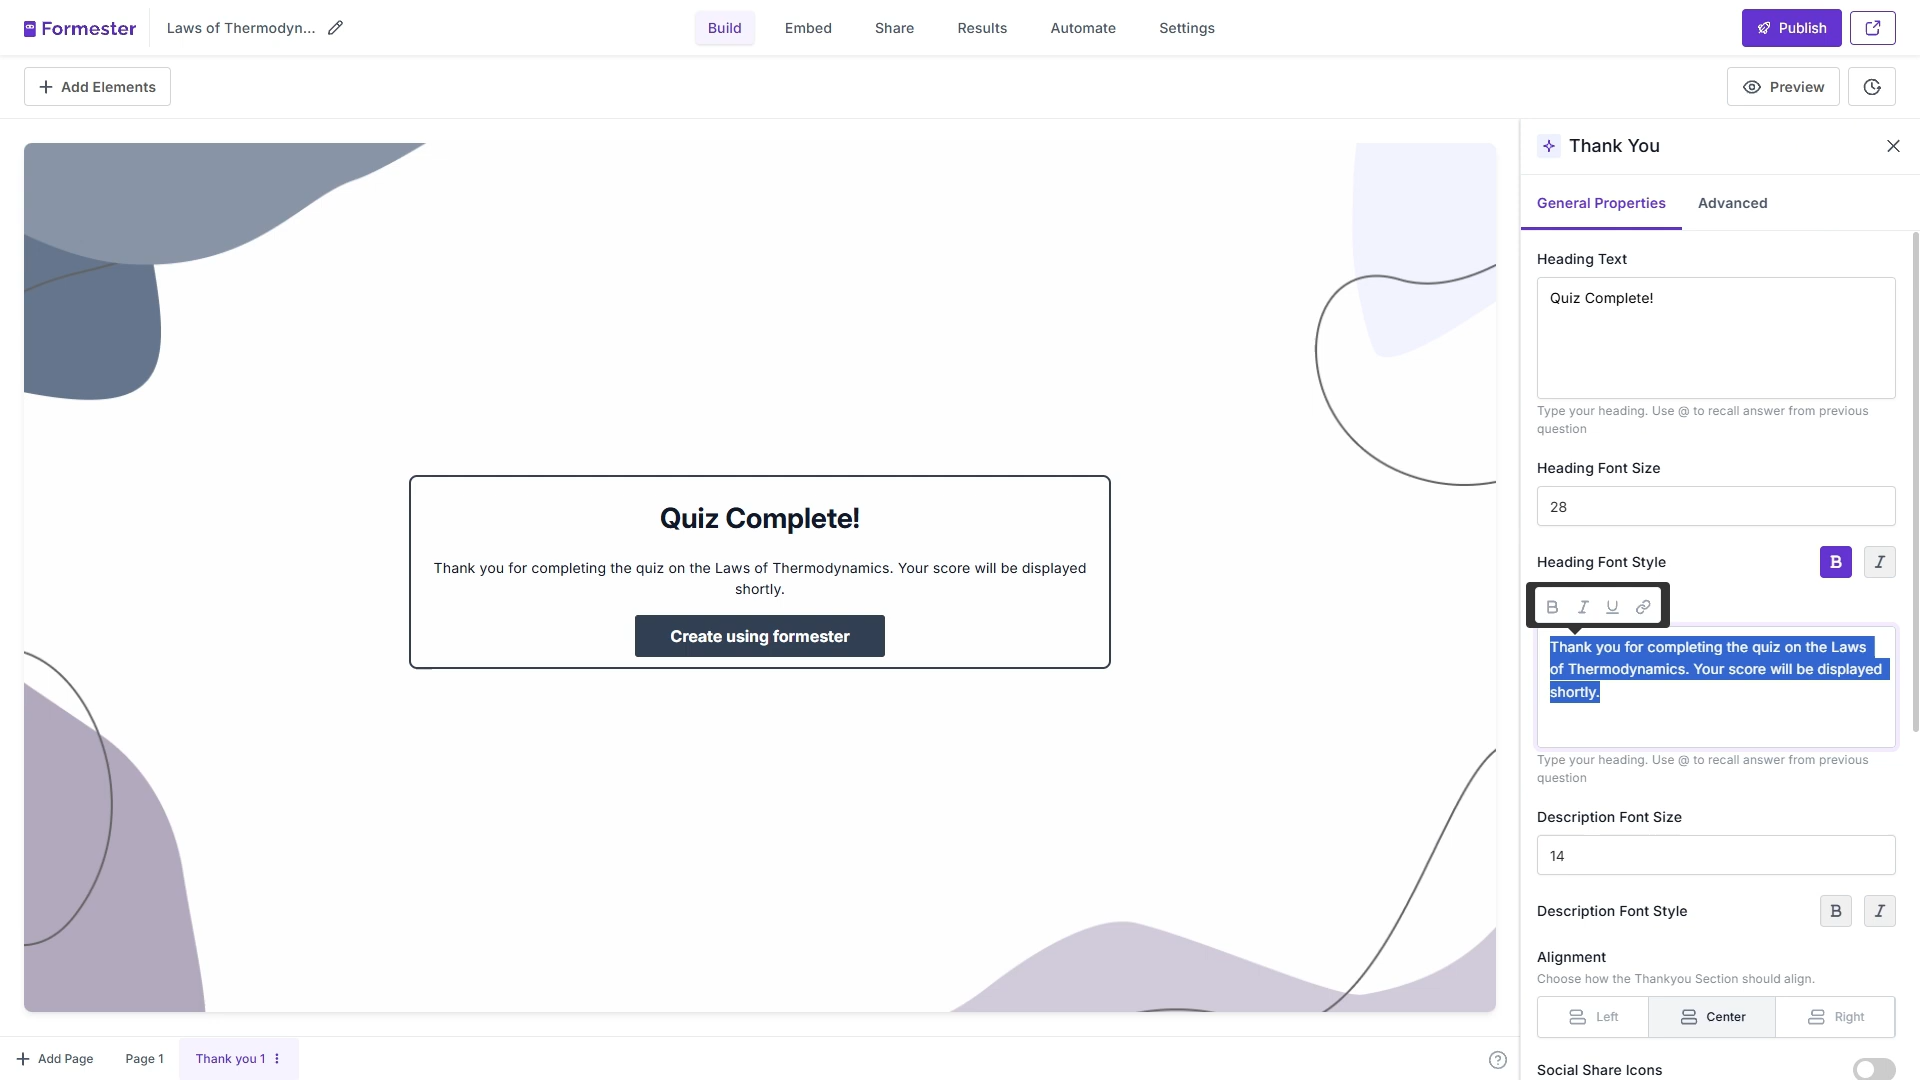 Formester
Laws of Thermodyn...
Build
Embed
Share
Results
Automate
Settings
Publish
Add Elements
Preview
Thank You
General Properties
Advanced
Heading Text
Quiz Complete!
Type your heading. Use @ to recall answer from previous
question
Heading Font Size
28
Heading Font Style
B
I
B
I
U
Thank you for completing the quiz on the Laws
of Thermodynamics. Your score will be displayed
shortly.
Type your heading. Use @ to recall answer from previous
question
Description Font Size
14
Description Font Style
B
I
Alignment
Choose how the Thankyou Section should align.
Left
Center
Right
Social Share Icons
Quiz Complete!
Thank you for completing the quiz on the Laws of Thermodynamics. Your score will be displayed
shortly.
Create using formester
Add Page
Page 1
Thank you 1